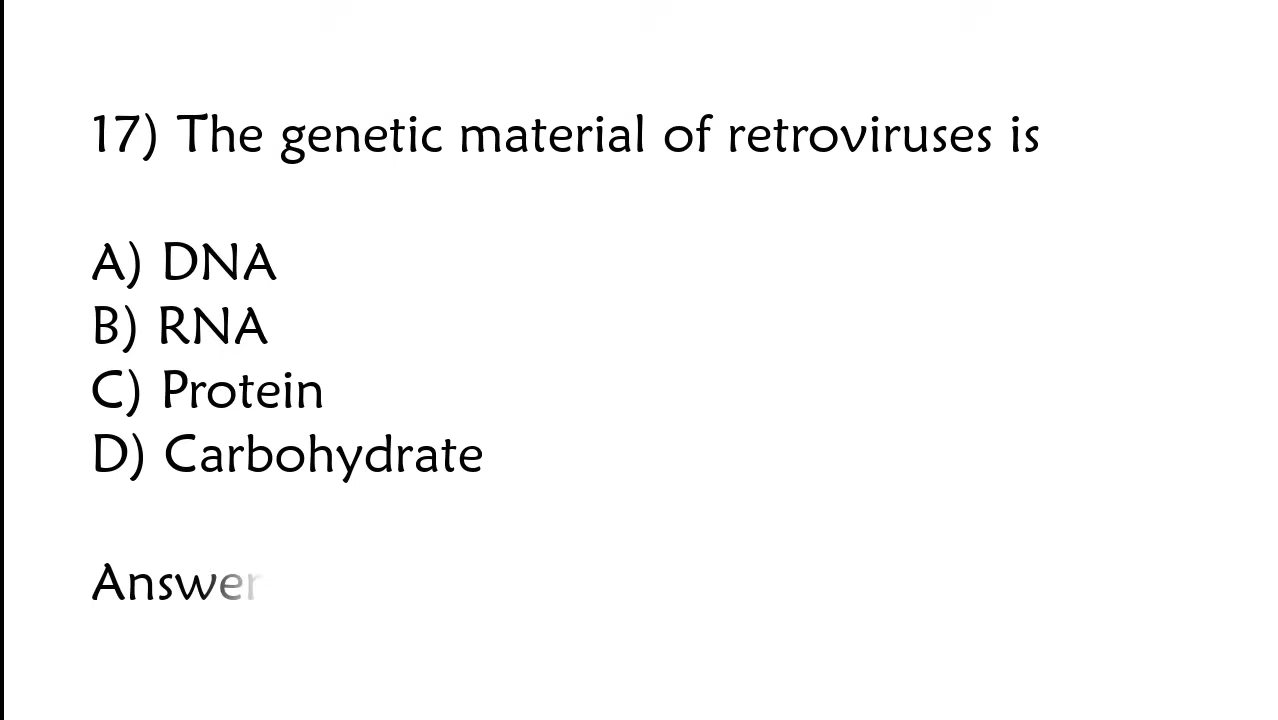 17) The genetic material of retroviruses is
A) DNA
B) RNA
C) Protein
D) Carbohydrate
Answer